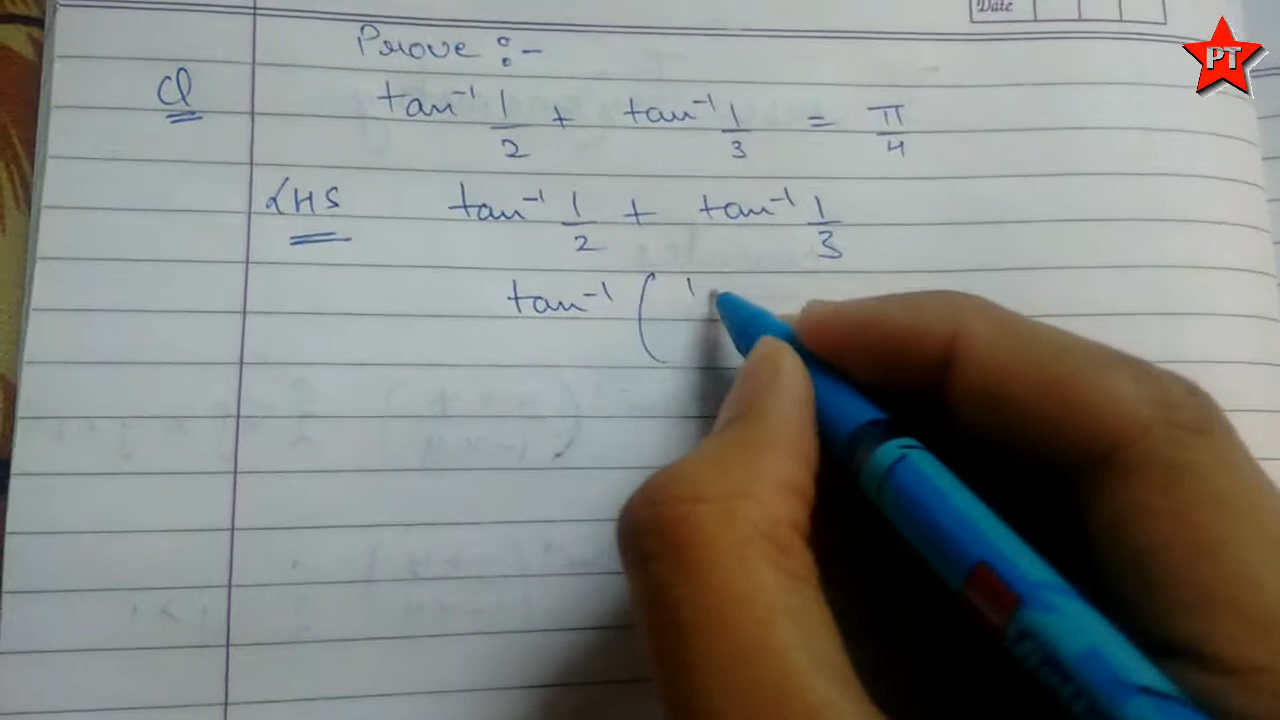 Date
PT
Prove :-
Q
tan⁻¹ 1/2 + tan⁻¹ 1/3 = π/4
LHS tan⁻¹ 1/2 + tan⁻¹ 1/3
tan⁻¹ ( 1